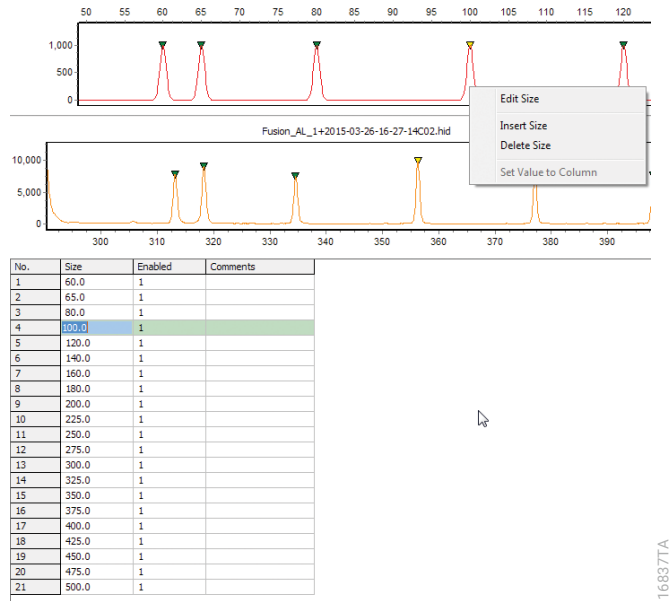 50 55 60 65 70 75 80 85 90 95 100 105 110 115 120
1,000
500
0
Edit Size
Insert Size
Delete Size
Set Value to Column
Fusion_AL_1+2015-03-26-16-27-14C02.hid
10,000
5,000
0
300 310 320 330 340 350 360 370 380 390
No. Size Enabled Comments
1 60.0 1
2 65.0 1
3 80.0 1
4 100.0 1
5 120.0 1
6 140.0 1
7 160.0 1
8 180.0 1
9 200.0 1
10 225.0 1
11 250.0 1
12 275.0 1
13 300.0 1
14 325.0 1
15 350.0 1
16 375.0 1
17 400.0 1
18 425.0 1
19 450.0 1
20 475.0 1
21 500.0 1
16837TA